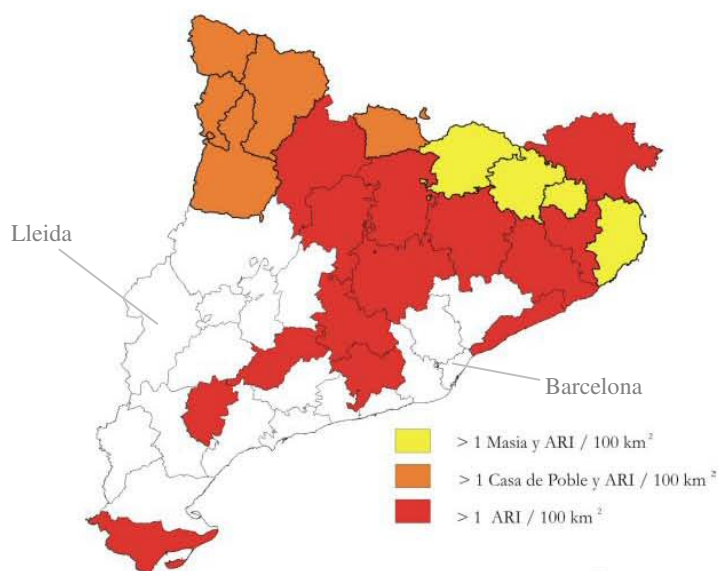 Lleida
Barcelona
> 1 Masia y ARI / 100 km²
> 1 Casa de Poble y ARI / 100 km²
> 1 ARI / 100 km²